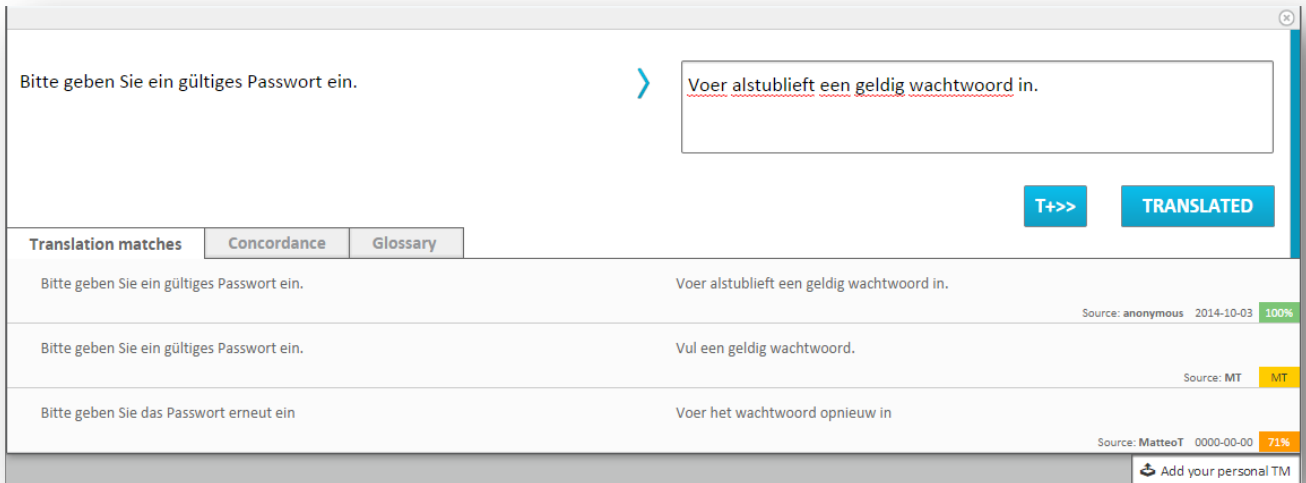 Bitte geben Sie ein gültiges Passwort ein.
Voer alstublieft een geldig wachtwoord in.
T+>>
TRANSLATED
Translation matches
Concordance
Glossary
Bitte geben Sie ein gültiges Passwort ein.
Voer alstublieft een geldig wachtwoord in.
Source: anonymous 2014-10-03 100%
Bitte geben Sie ein gültiges Passwort ein.
Vul een geldig wachtwoord.
Source: MT MT
Bitte geben Sie das Passwort erneut ein
Voer het wachtwoord opnieuw in
Source: MatteoT 0000-00-00 71%
Add your personal TM